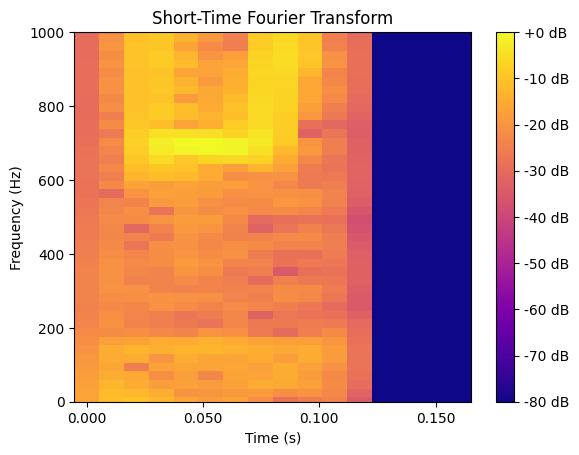 Short-Time Fourier Transform
Frequency (Hz)
1000
800
600
400
200
0
0.000 0.050 0.100 0.150
Time (s)
+0 dB
-10 dB
-20 dB
-30 dB
-40 dB
-50 dB
-60 dB
-70 dB
-80 dB